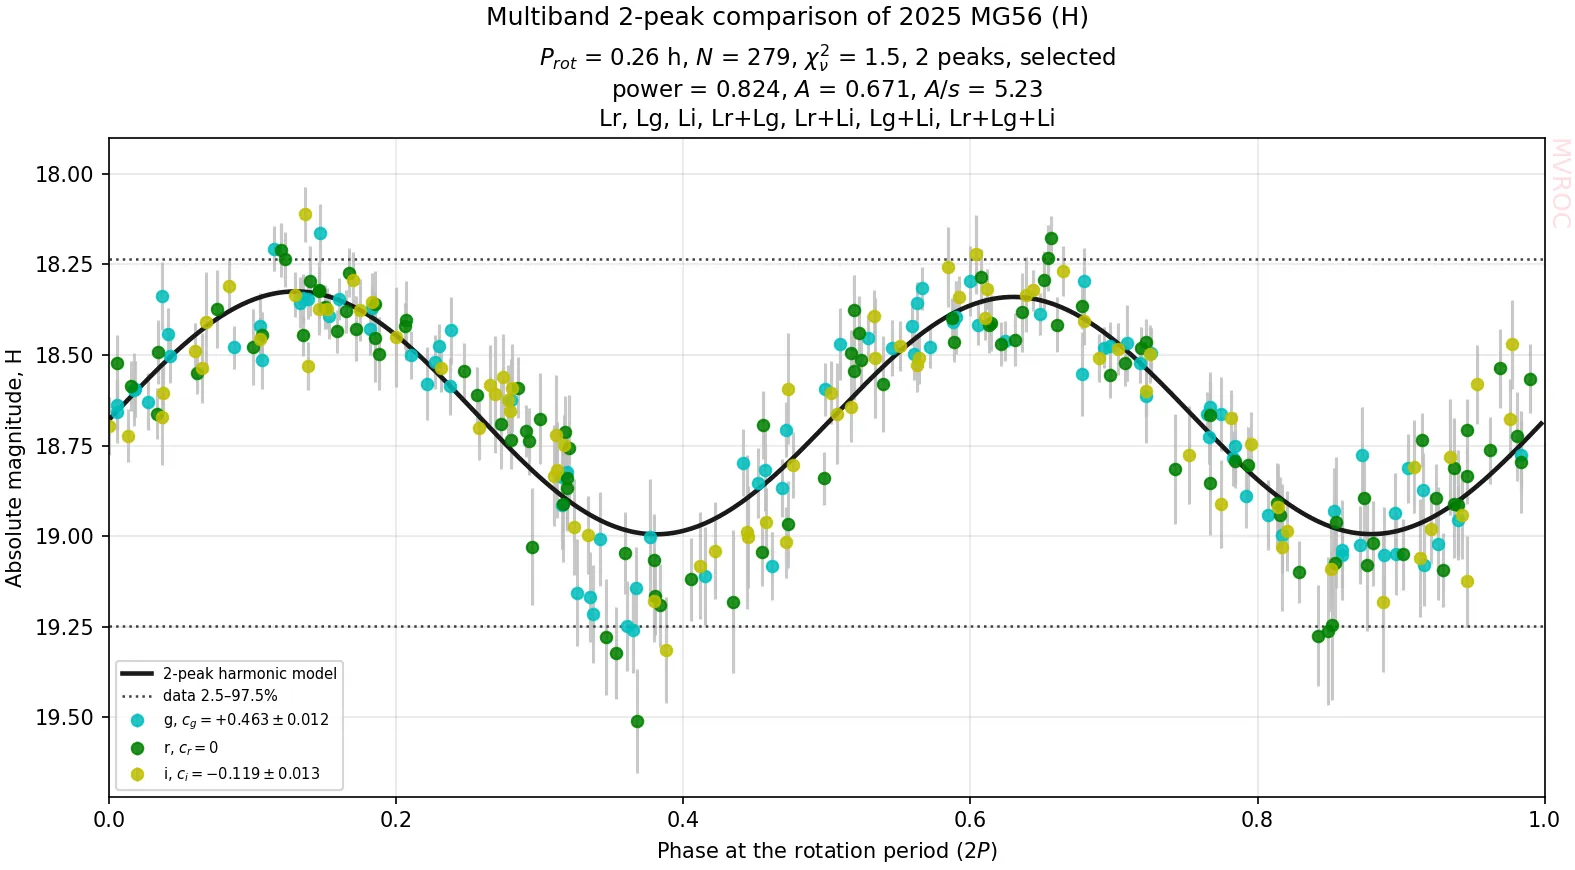 Multiband 2-peak comparison of 2025 MG56 (H)
P_rot = 0.26 h, N = 279, χ²_ν = 1.5, 2 peaks, selected
power = 0.824, A = 0.671, A/s = 5.23
Lr, Lg, Li, Lr+Lg, Lr+Li, Lg+Li, Lr+Lg+Li
MVROC
18.00
18.25
18.50
18.75
19.00
19.25
19.50
Absolute magnitude, H
2-peak harmonic model
data 2.5–97.5%
g, c_g = +0.463 ± 0.012
r, c_r = 0
i, c_i = −0.119 ± 0.013
0.0 0.2 0.4 0.6 0.8 1.0
Phase at the rotation period (2P)